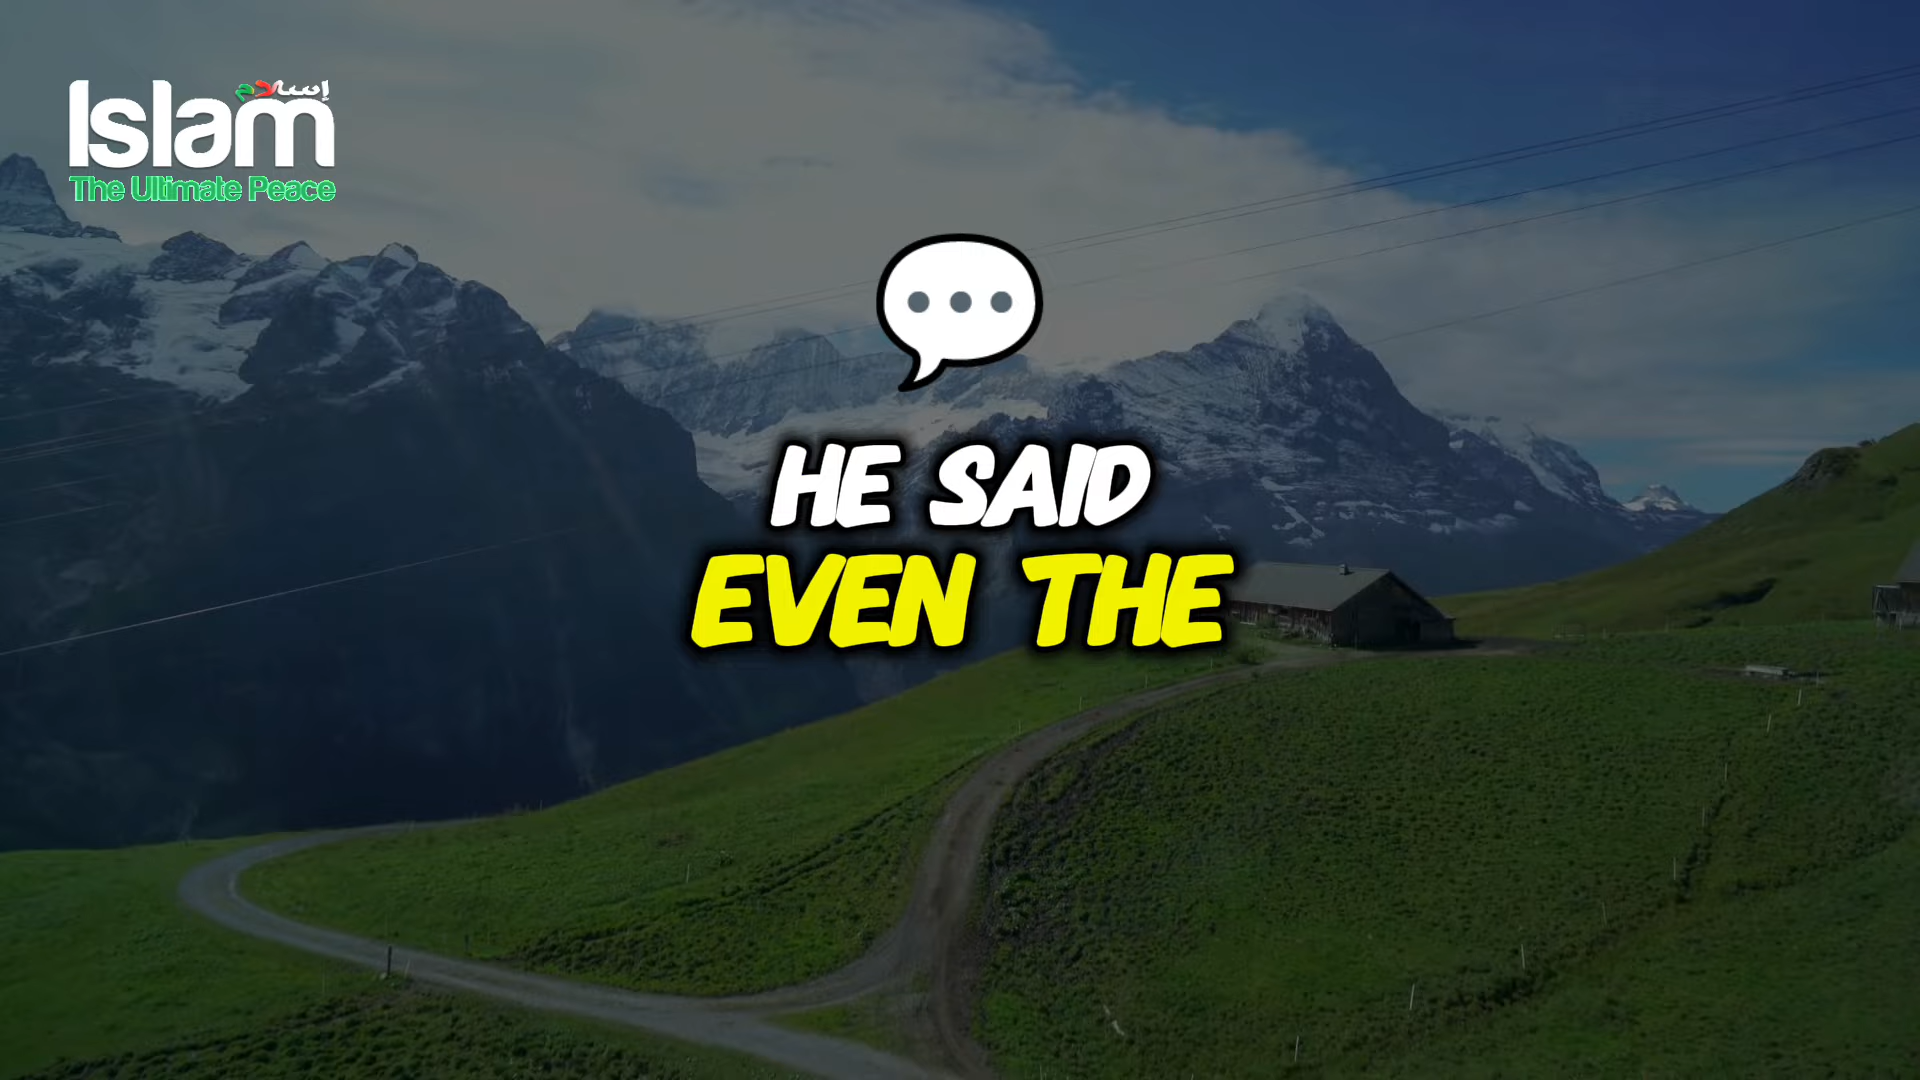 إسلام
Islam
The Ultimate Peace
HE SAID
EVEN THE